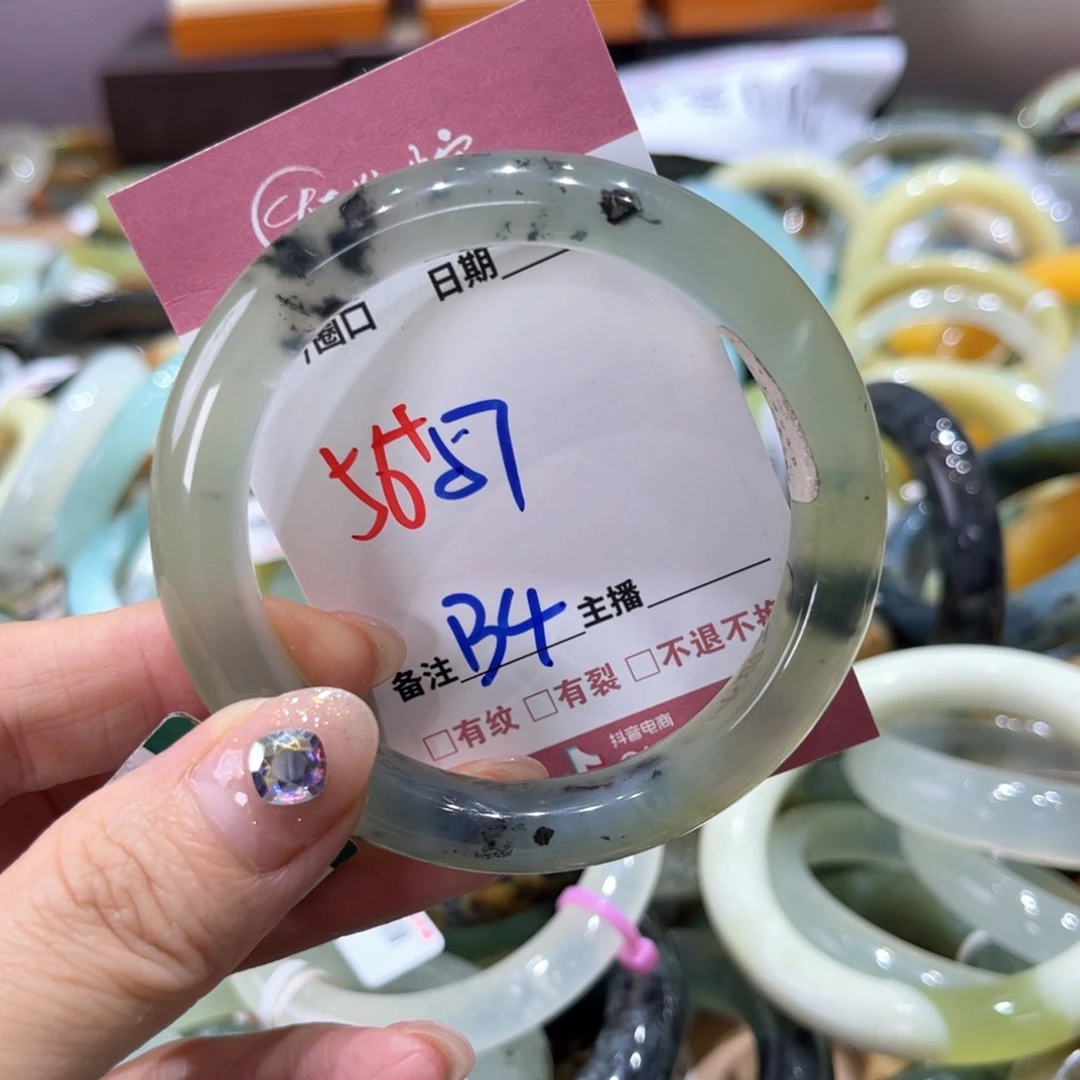 日期
圈口
56+57
B4 主播
备注
□有纹 □有裂 □不退不换
抖音电商